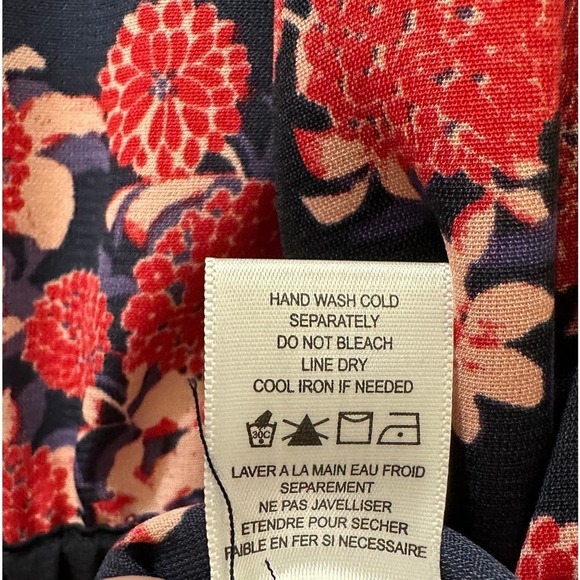 HAND WASH COLD
SEPARATELY
DO NOT BLEACH
LINE DRY
COOL IRON IF NEEDED
30C
LAVER A LA MAIN EAU FROID
SEPAREMENT
NE PAS JAVELLISER
ETENDRE POUR SECHER
FAIBLE EN FER SI NECESSAIRE